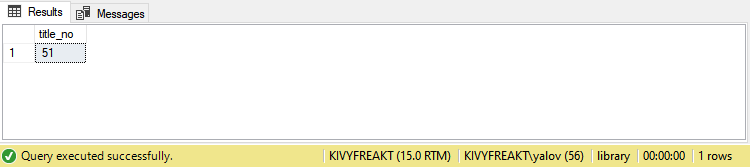 Results Messages
title_no
1 51
Query executed successfully. KIVYFREAKT (15.0 RTM) KIVYFREAKT\yalov (56) library 00:00:00 1 rows